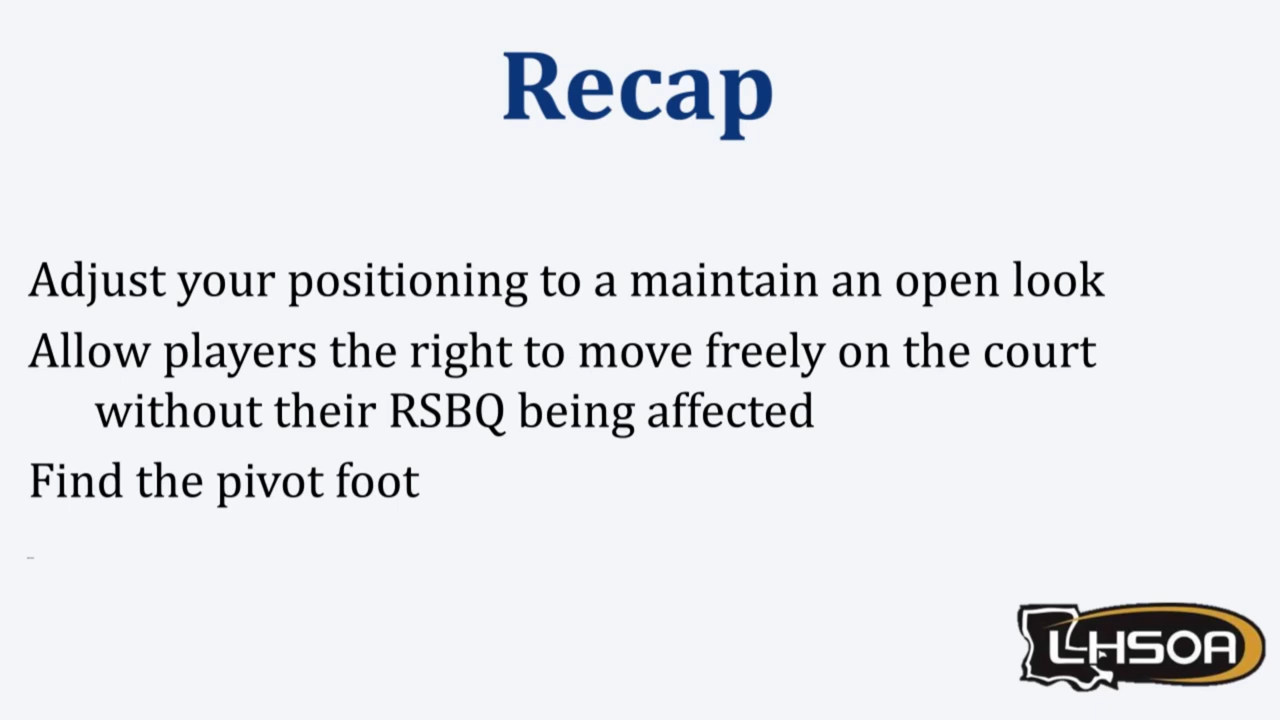 Recap
Adjust your positioning to a maintain an open look
Allow players the right to move freely on the court
without their RSBQ being affected
Find the pivot foot
LHSOA